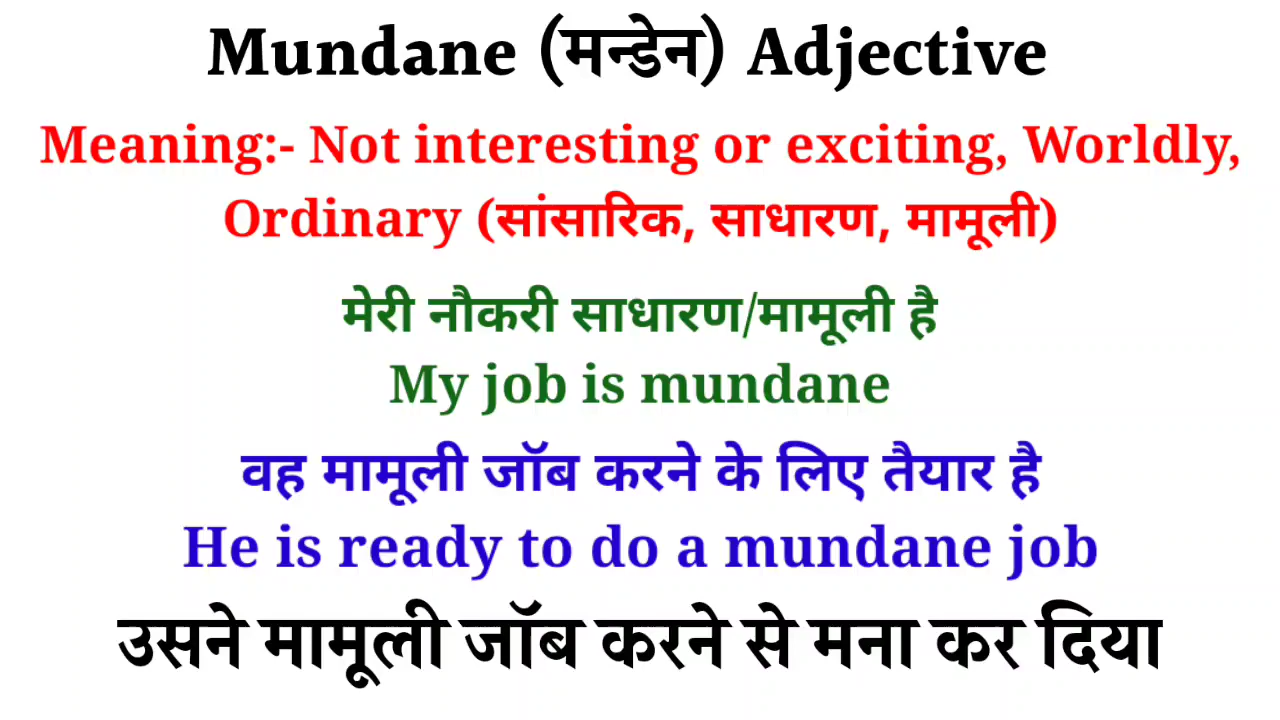 Mundane (मन्डेन) Adjective
Meaning:- Not interesting or exciting, Worldly,
Ordinary (सांसारिक, साधारण, मामूली)
मेरी नौकरी साधारण/मामूली है
My job is mundane
वह मामूली जॉब करने के लिए तैयार है
He is ready to do a mundane job
उसने मामूली जॉब करने से मना कर दिया